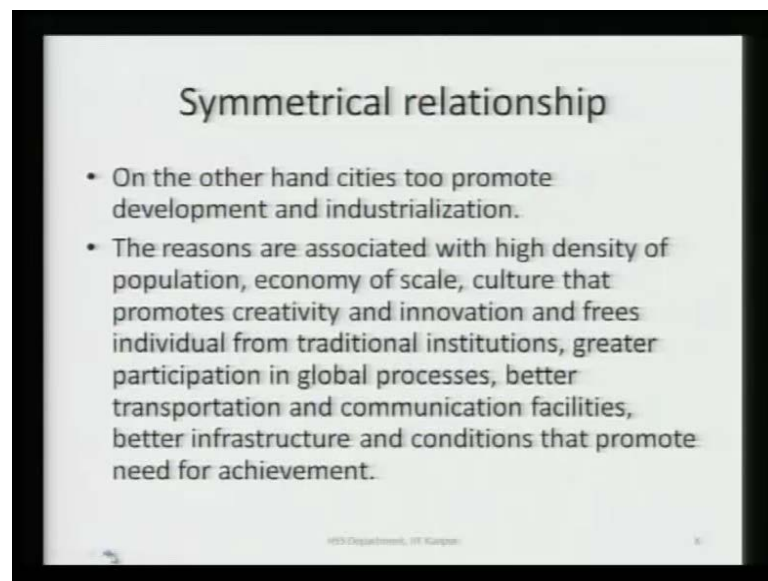 Symmetrical relationship
• On the other hand cities too promote
development and industrialization.
• The reasons are associated with high density of
population, economy of scale, culture that
promotes creativity and innovation and frees
individual from traditional institutions, greater
participation in global processes, better
transportation and communication facilities,
better infrastructure and conditions that promote
need for achievement.
HSS Department, IIT Kanpur